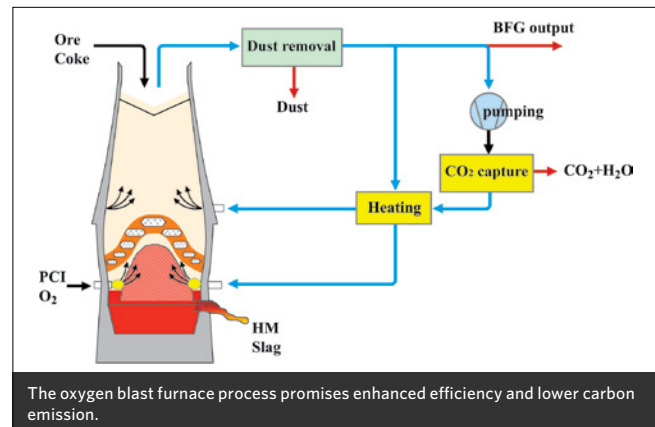 Ore
Coke
Dust removal
BFG output
Dust
pumping
CO₂ capture
CO₂+H₂O
Heating
PCI
O₂
HM
Slag
The oxygen blast furnace process promises enhanced efficiency and lower carbon
emission.